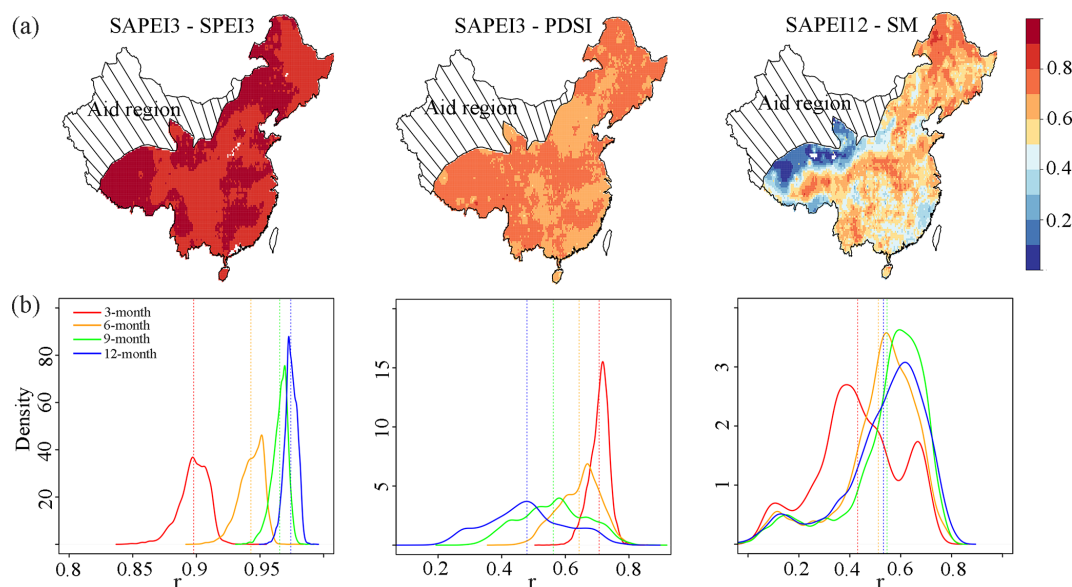 (a)
SAPEI3 - SPEI3
SAPEI3 - PDSI
SAPEI12 - SM
Aid region
Aid region
Aid region
0.8
0.6
0.4
0.2
(b)
3-month
6-month
9-month
12-month
Density
80
60
40
20
0.8
0.85
0.9
0.95
r
15
10
5
0.2
0.4
0.6
0.8
r
3
2
1
0
0.2
0.4
0.6
0.8
r